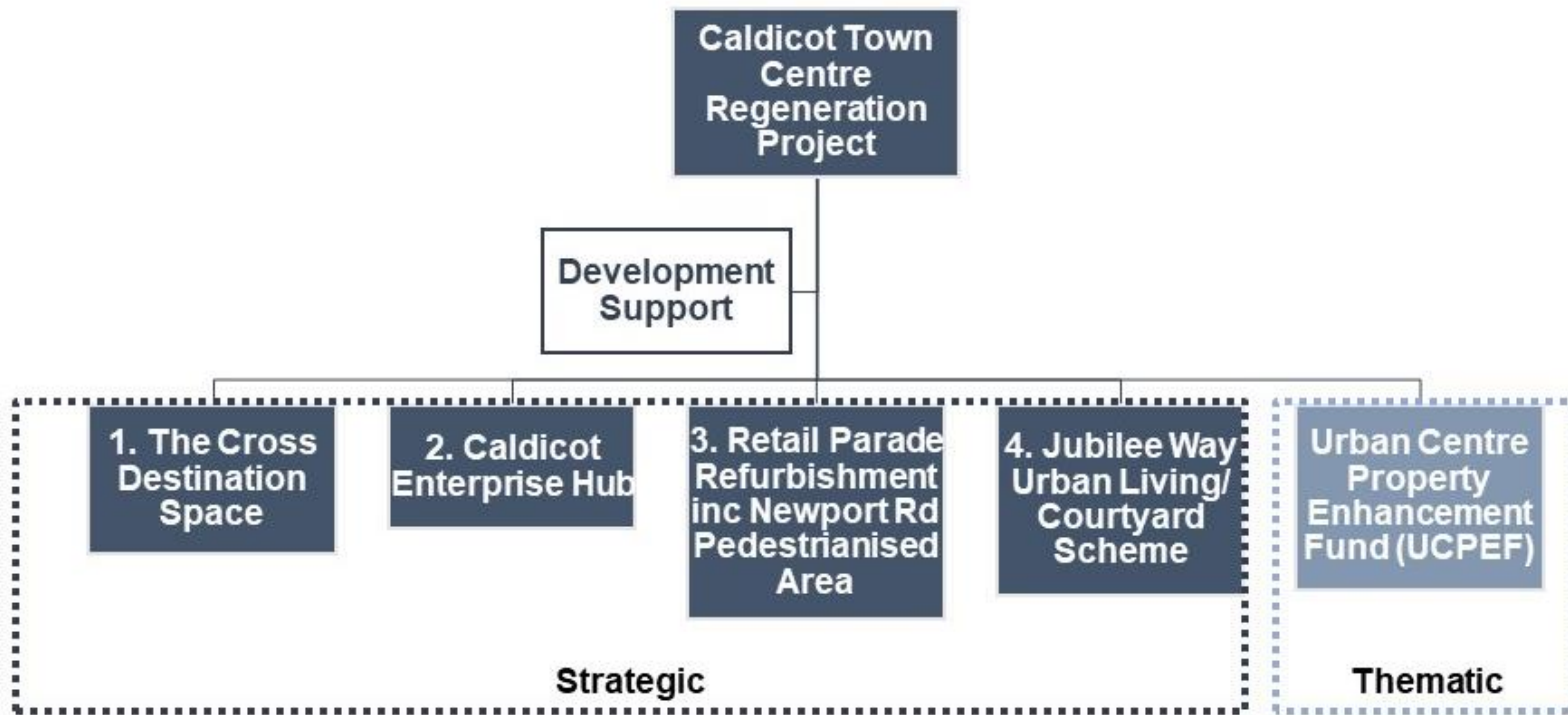 Caldicot Town
Centre
Regeneration
Project
Development
Support
1. The Cross
Destination
Space
2. Caldicot
Enterprise Hub
3. Retail Parade
Refurbishment
inc Newport Rd
Pedestrianised
Area
4. Jubilee Way
Urban Living/
Courtyard
Scheme
Urban Centre
Property
Enhancement
Fund (UCPEF)
Strategic
Thematic